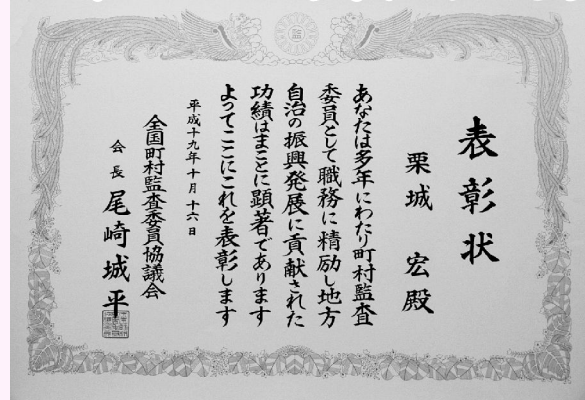 監
表彰状
栗城 宏殿
あなたは多年にわたり町村監査
委員として職務に精励し地方
自治の振興発展に貢献された
功績はまことに顕著であります
よってここにこれを表彰します
平成十九年十月十六日
全国町村監査委員協議会
会長 尾崎城平